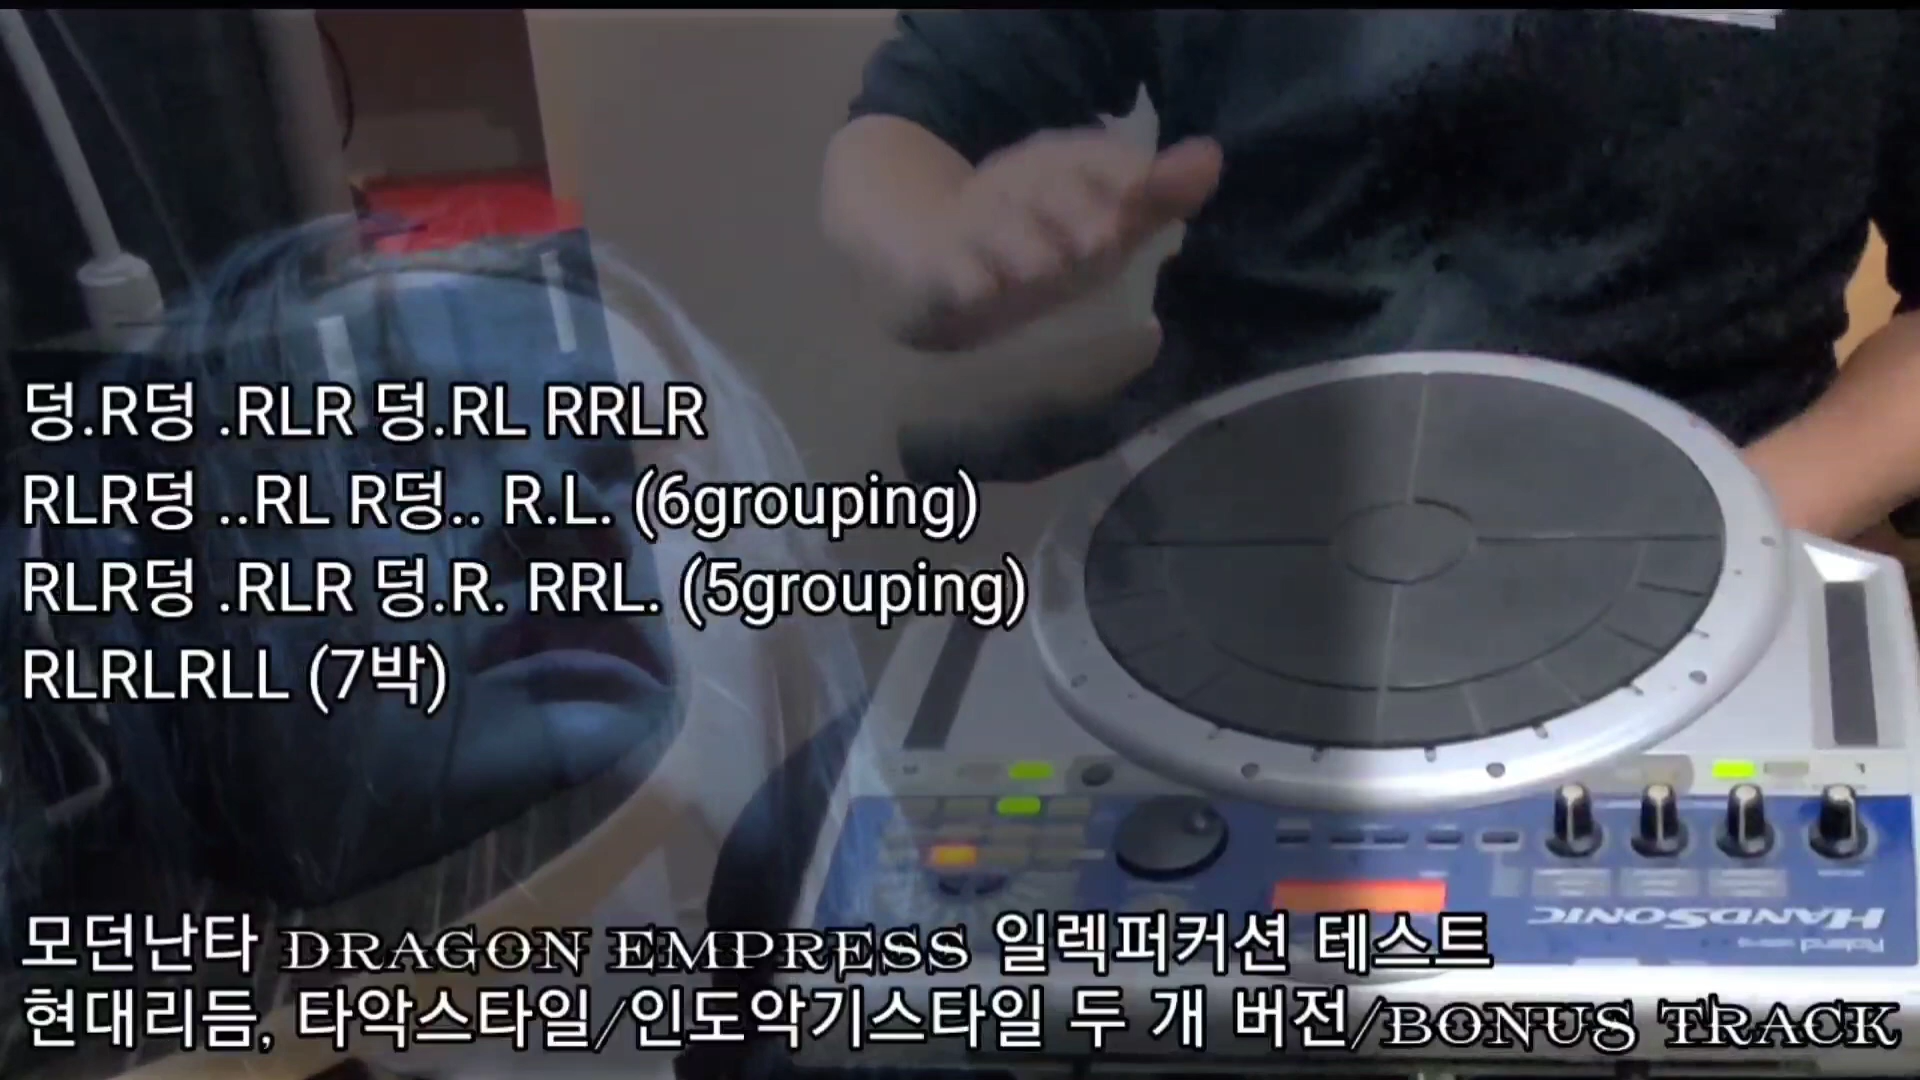 덩.R덩 .RLR 덩.RL RRLR
RLR덩 ..RL R덩.. R.L. (6grouping)
RLR덩 .RLR 덩.R. RRL. (5grouping)
RLRLRLL (7박)
HANDSONIC
Roland
모던난타 DRAGON EMPRESS 일렉퍼커션 테스트
현대리듬, 타악스타일/인도악기스타일 두 개 버전/BONUS TRACK